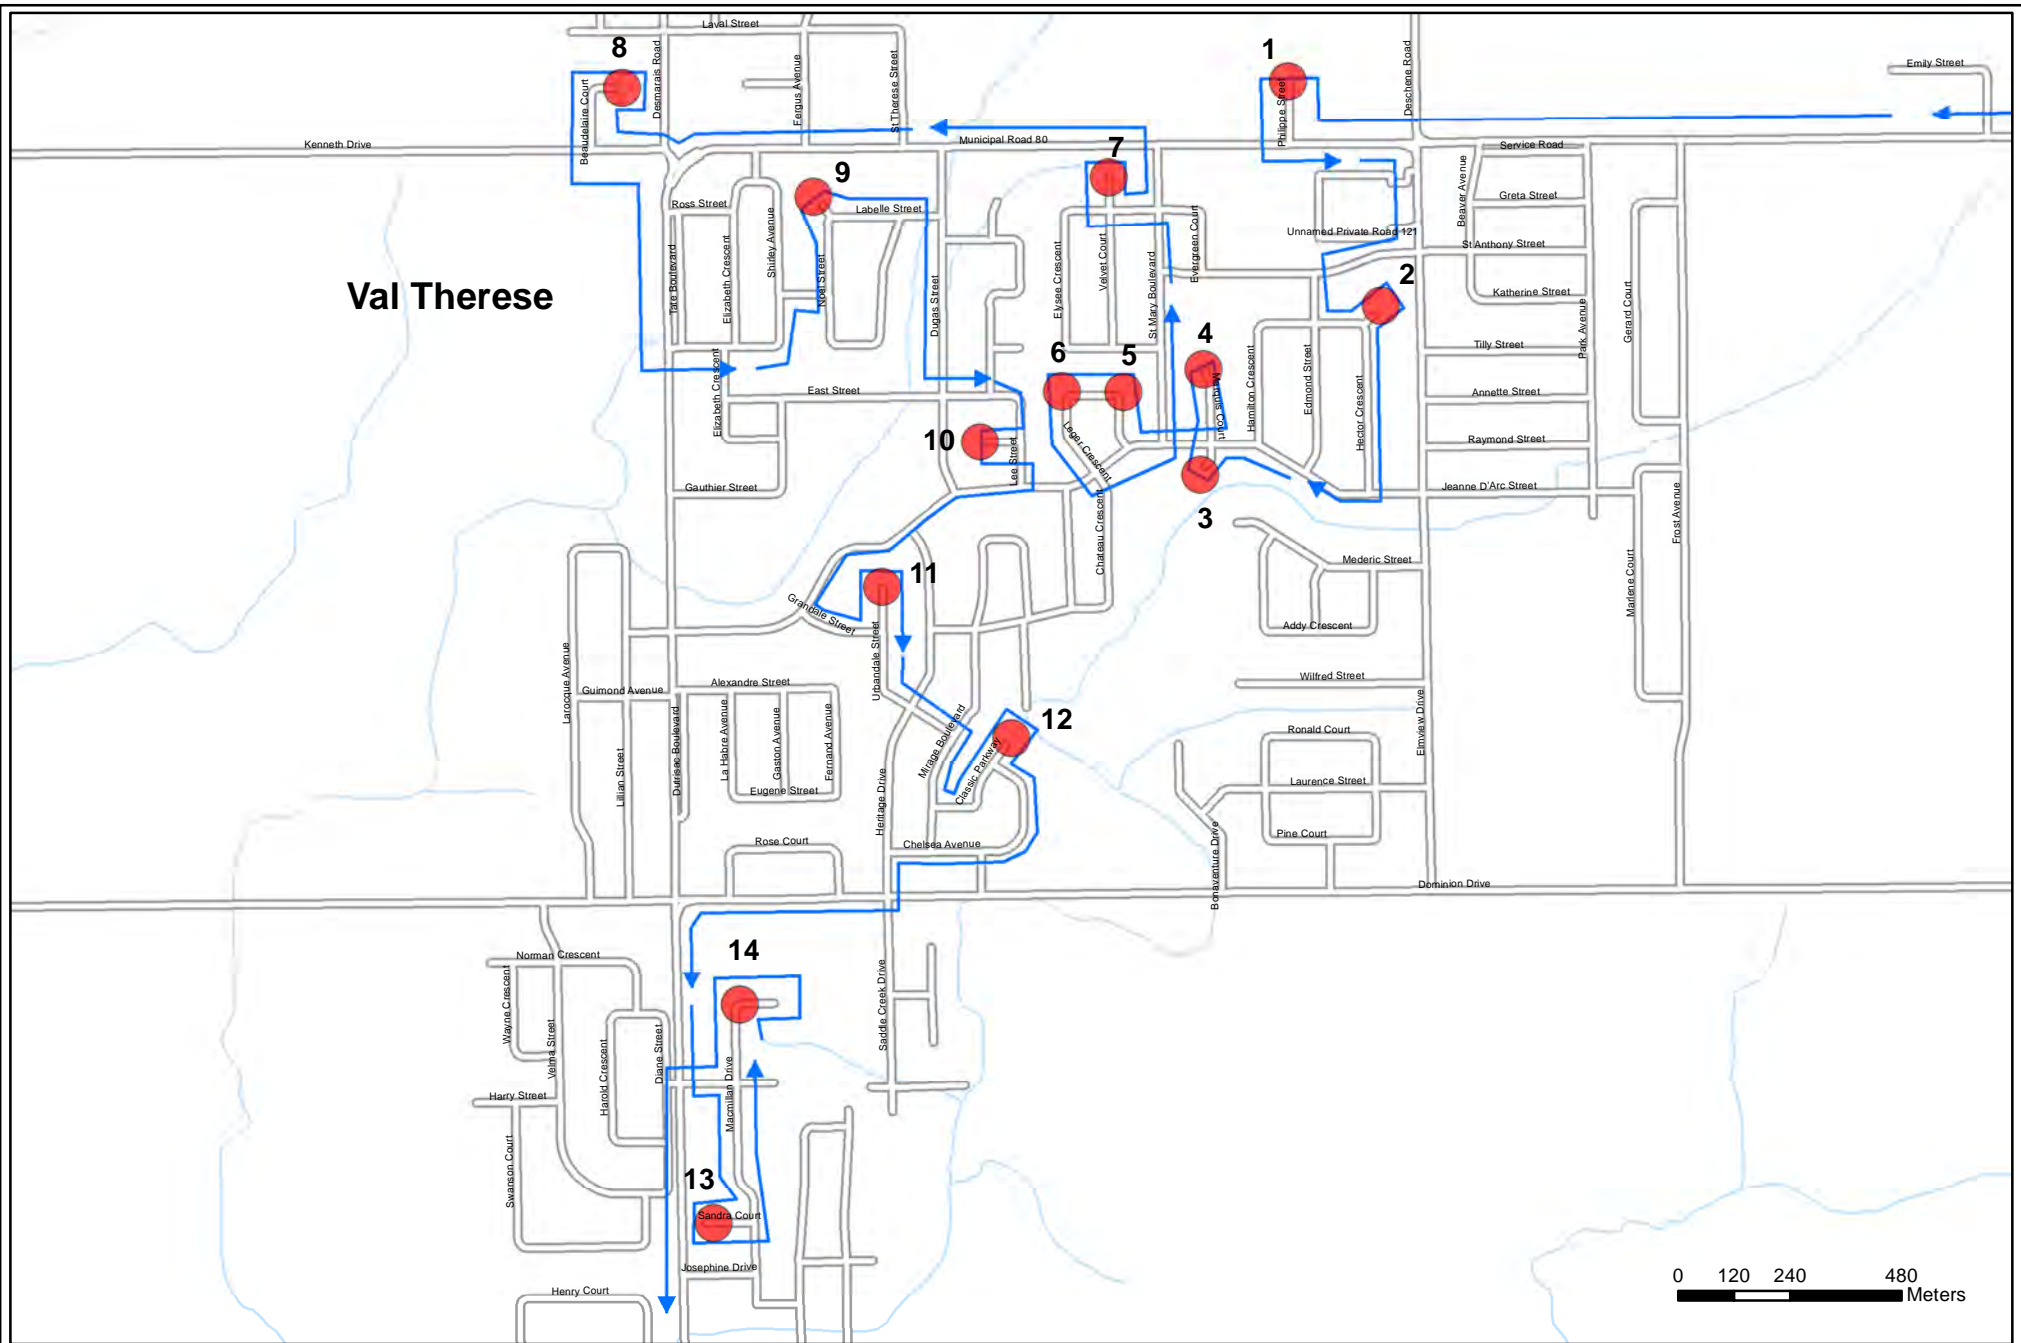 Laval Street
8
1
Emily Street
Desmarais Road
Fergus Avenue
St Therese Street
Deschene Road
Philippe Street
Beaudelaire Court
Kenneth Drive
Municipal Road 80
Service Road
7
9
Beaver Avenue
Greta Street
Ross Street
Labelle Street
Unnamed Private Road 121
St Anthony Street
Val Therese
Tate Boulevard
Elizabeth Crescent
Shirley Avenue
Noel Street
Dugas Street
Elysee Crescent
Velvet Court
St Mary Boulevard
Evergreen Court
2
Katherine Street
Park Avenue
Gerard Court
Tilly Street
4
6
5
Elizabeth Crescent
East Street
Marquis Court
Hamilton Crescent
Edmond Street
Hector Crescent
Annette Street
10
Lee Street
Leger Crescent
Raymond Street
Gauthier Street
Jeanne D'Arc Street
3
Chateau Crescent
Frost Avenue
Mederic Street
11
Grandale Street
Marlene Court
Addy Crescent
Urbandale Street
Larocque Avenue
Guimond Avenue
Alexandre Street
Wilfred Street
12
Elmview Drive
Ronald Court
Dutrisac Boulevard
La Habre Avenue
Gaston Avenue
Fernand Avenue
Mirage Boulevard
Classic Parkway
Lillian Street
Eugene Street
Laurence Street
Heritage Drive
Rose Court
Chelsea Avenue
Pine Court
Bonaventure Drive
Dominion Drive
14
Norman Crescent
Wayne Crescent
Velma Street
Harold Crescent
Diane Street
Saddle Creek Drive
Macmillan Drive
Harry Street
Swanson Court
13
Sandra Court
Josephine Drive
Henry Court
0 120 240 480
Meters